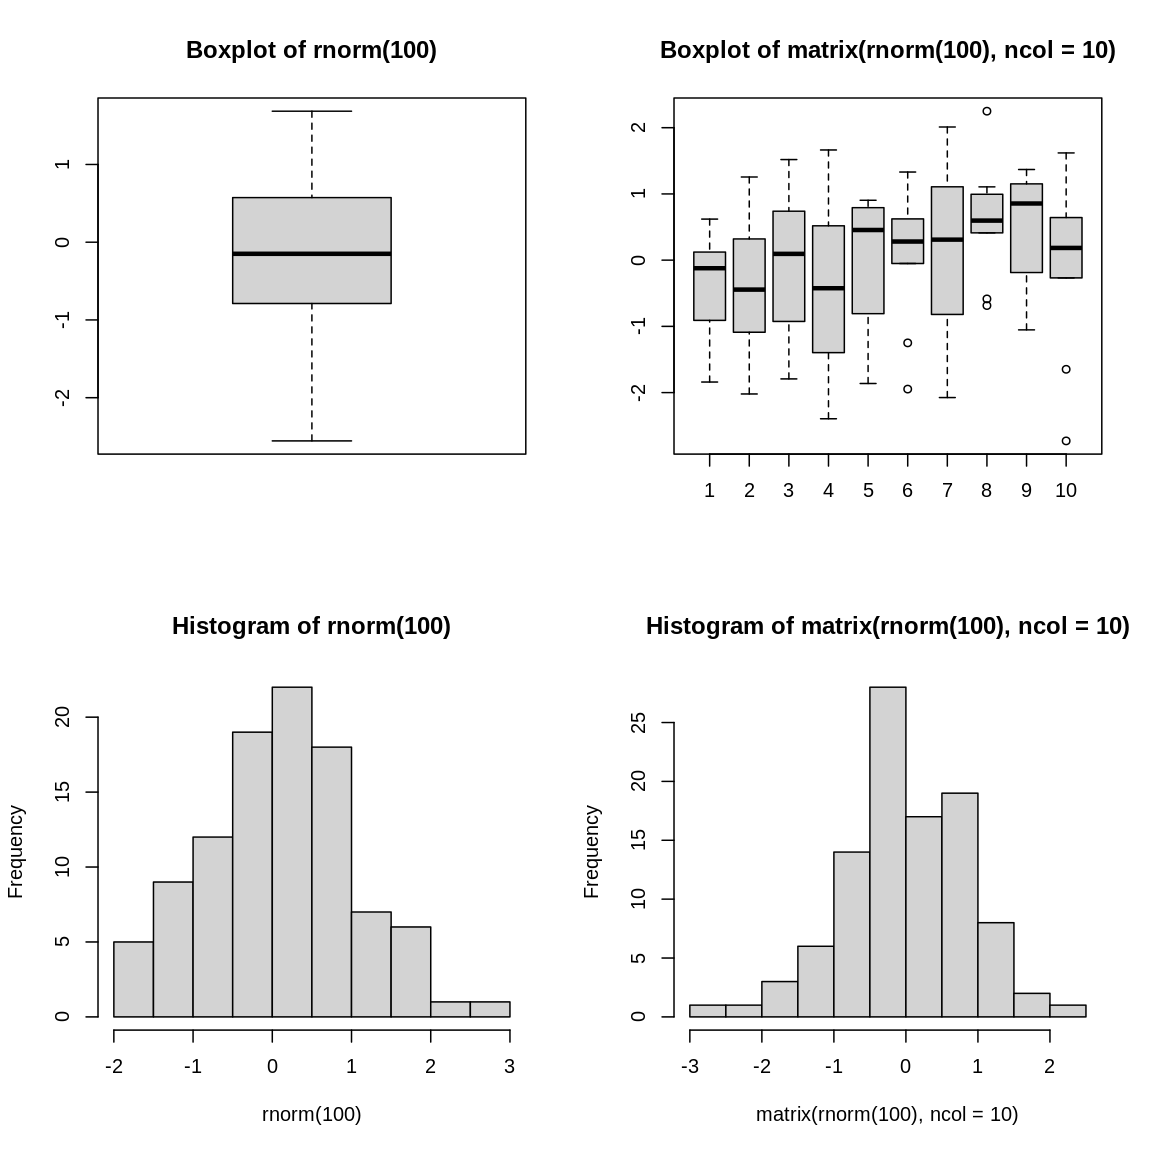 Boxplot of rnorm(100)
1
0
-1
-2
Boxplot of matrix(rnorm(100), ncol = 10)
2
1
0
-1
-2
1 2 3 4 5 6 7 8 9 10
Histogram of rnorm(100)
Frequency
20
15
10
5
0
-2 -1 0 1 2 3
rnorm(100)
Histogram of matrix(rnorm(100), ncol = 10)
Frequency
25
20
15
10
5
0
-3 -2 -1 0 1 2
matrix(rnorm(100), ncol = 10)